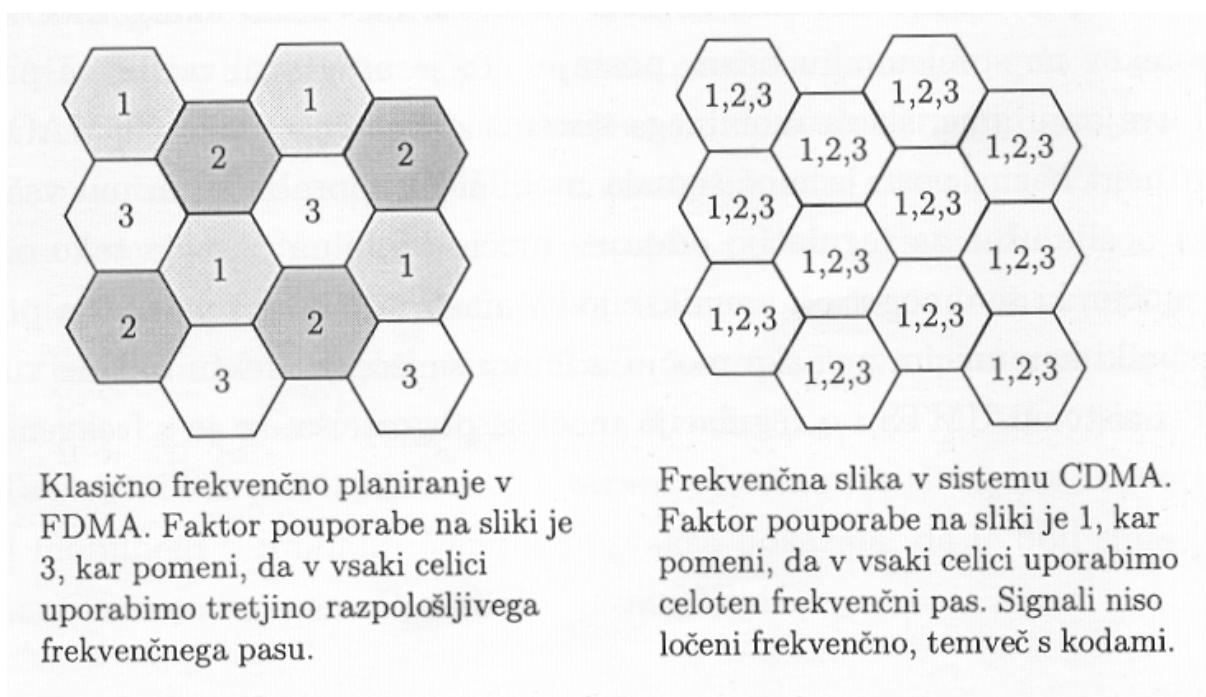 1 1
2 2
3 3
1 1
2 2
3 3
Klasično frekvenčno planiranje v
FDMA. Faktor pouporabe na sliki je
3, kar pomeni, da v vsaki celici
uporabimo tretjino razpološljivega
frekvenčnega pasu.
1,2,3 1,2,3
1,2,3 1,2,3
1,2,3 1,2,3
1,2,3 1,2,3
1,2,3 1,2,3
1,2,3 1,2,3
Frekvenčna slika v sistemu CDMA.
Faktor pouporabe na sliki je 1, kar
pomeni, da v vsaki celici uporabimo
celoten frekvenčni pas. Signali niso
ločeni frekvenčno, temveč s kodami.